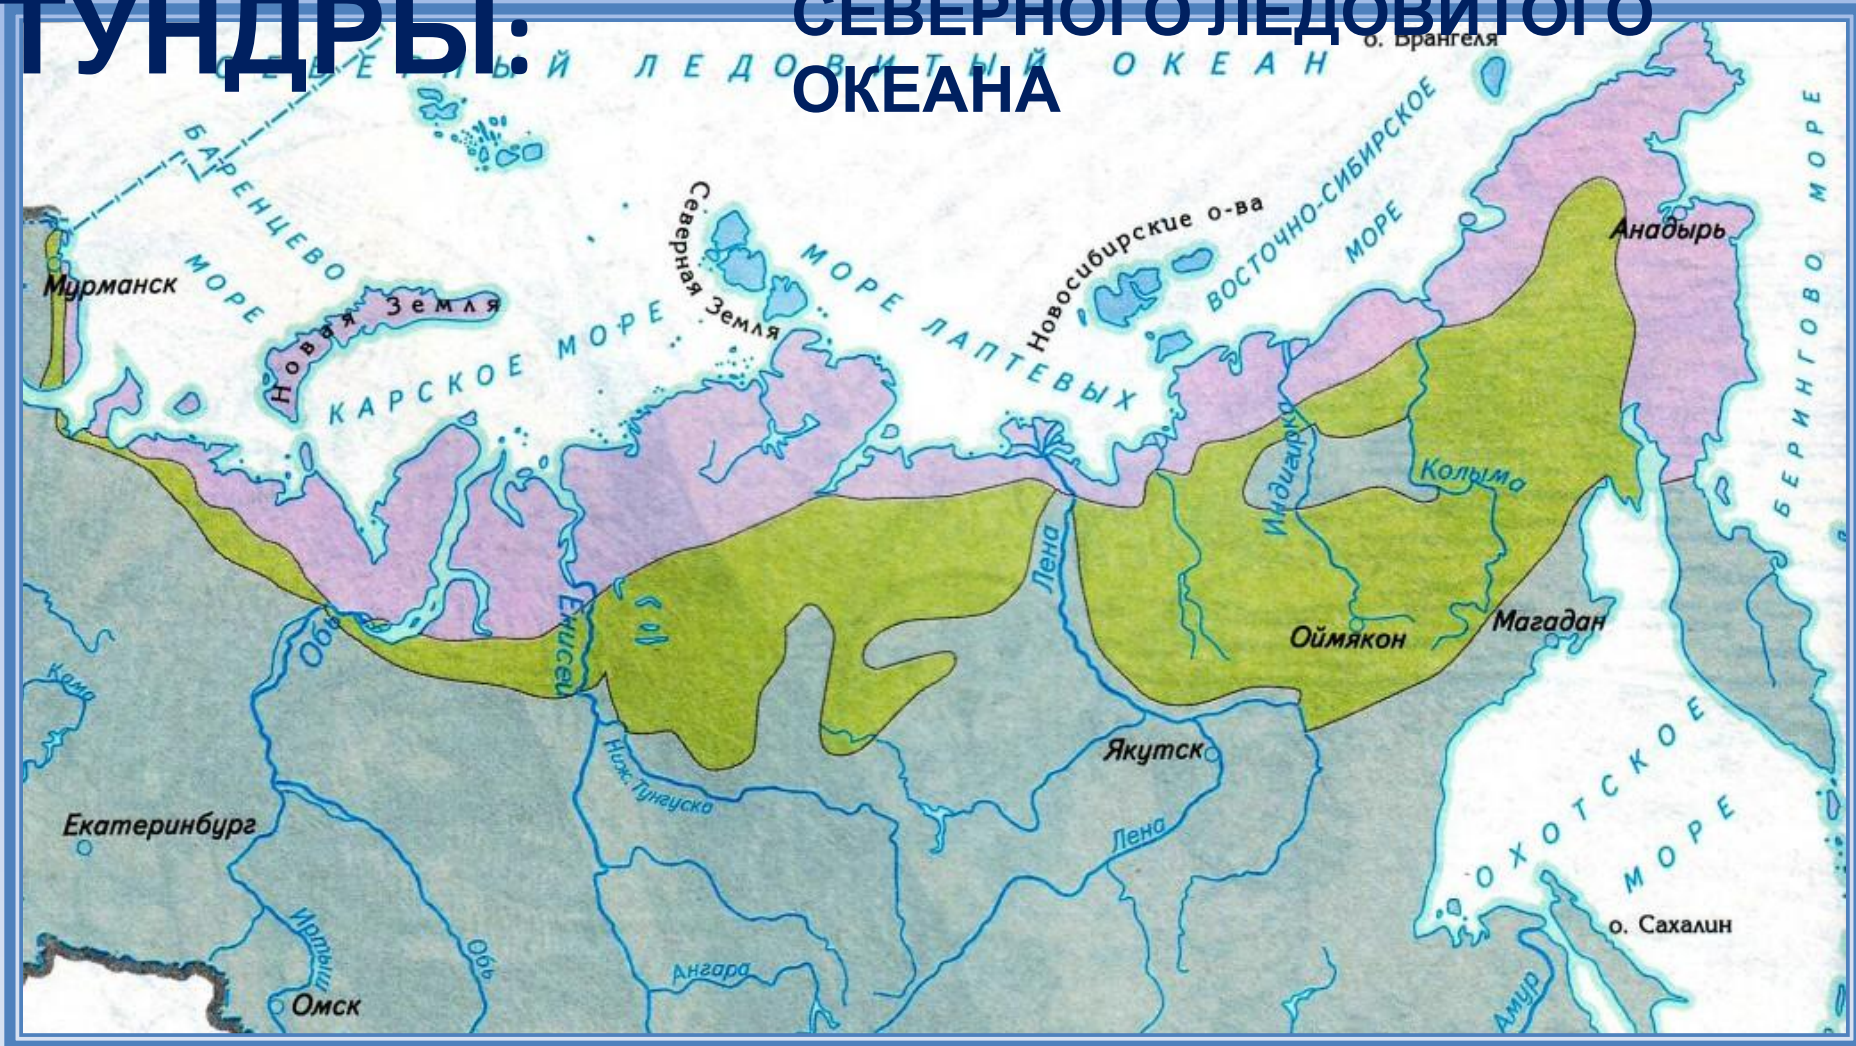 ТУНДРЫ:
СЕВЕРНОГО ЛЕДОВИТОГО
ОКЕАНА
СЕВЕРНЫЙ ЛЕДОВИТЫЙ ОКЕАН
о. Врангеля
БАРЕНЦЕВО
МОРЕ
Мурманск
Новая Земля
КАРСКОЕ МОРЕ
Северная Земля
МОРЕ ЛАПТЕВЫХ
Новосибирские о-ва
ВОСТОЧНО-СИБИРСКОЕ
МОРЕ
Анадырь
БЕРИНГОВО МОРЕ
Индигирка
Колыма
Лена
Енисей
Обь
Оймякон
Магадан
Кама
Якутск
Ниж. Тунгуска
Лена
Екатеринбург
ОХОТСКОЕ
МОРЕ
о. Сахалин
Иртыш
Обь
Ангара
Омск
Амур